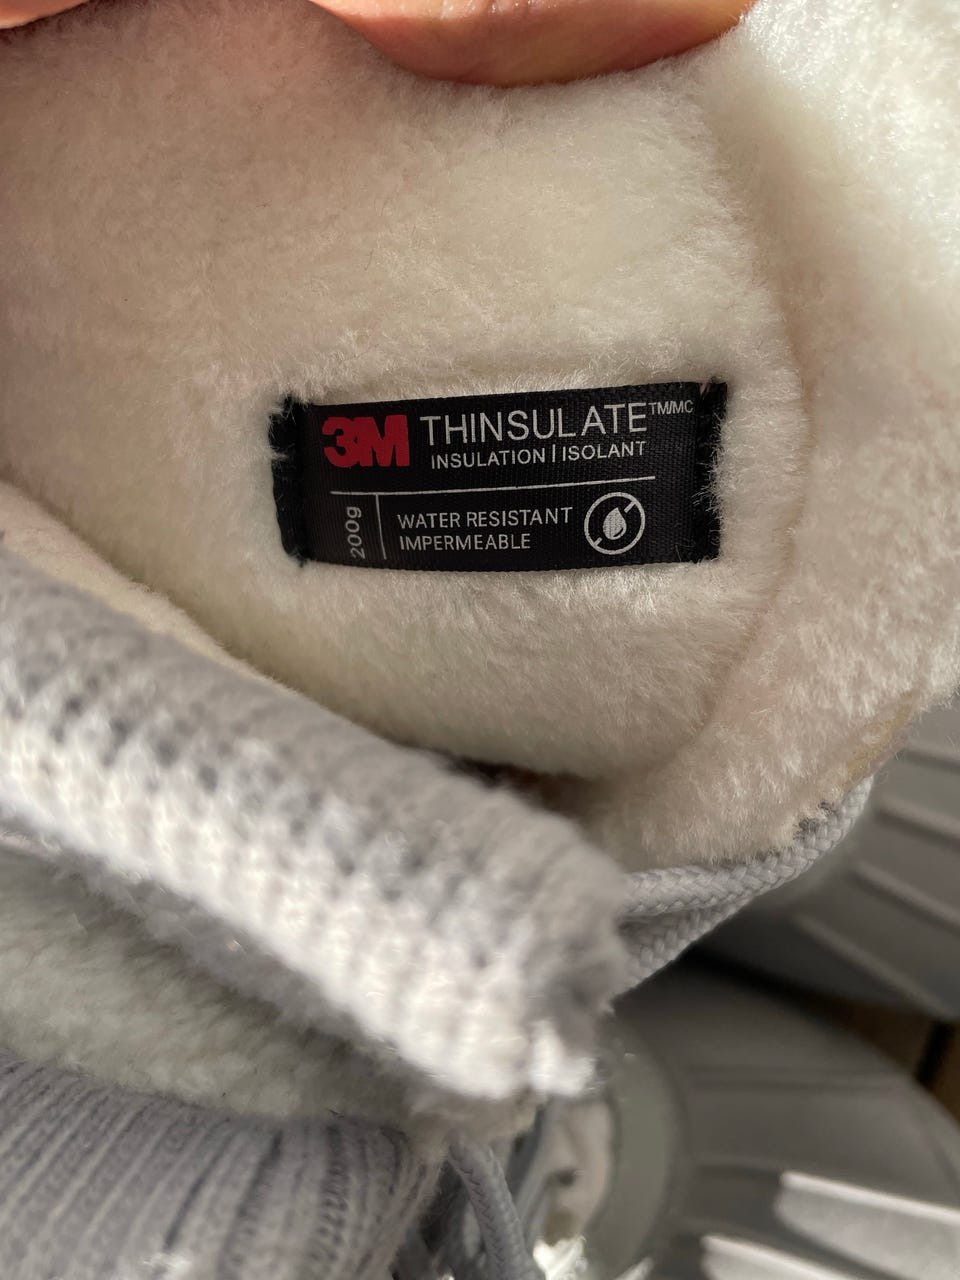 3M THINSULATE™/MC
INSULATION | ISOLANT
200g
WATER RESISTANT
IMPERMEABLE